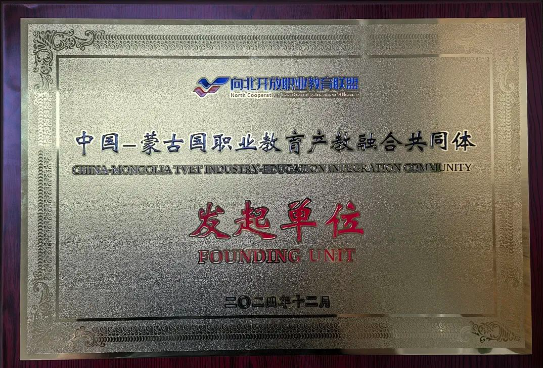 向北开放职业教育联盟
North Cooperation
中国–蒙古国职业教育产教融合共同体
CHINA-MONGOLIA TVET INDUSTRY-EDUCATION INTEGRATION COMMUNITY
发起单位
FOUNDING UNIT
二〇二四年十二月